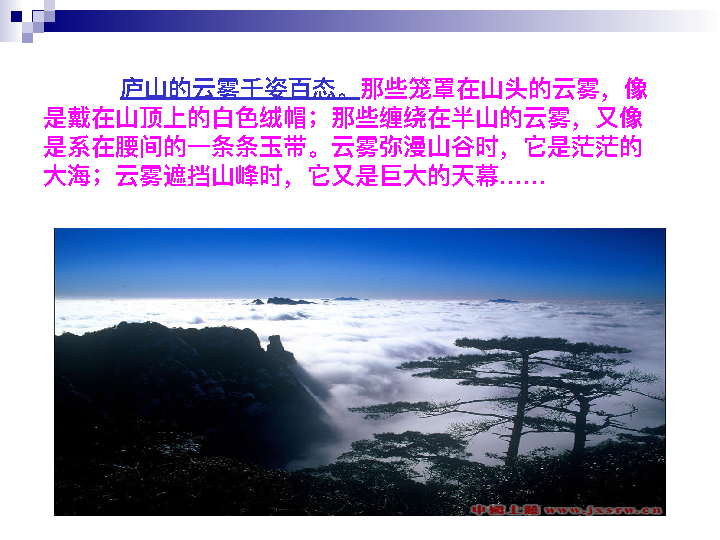 庐山的云雾千姿百态。那些笼罩在山头的云雾，像
是戴在山顶上的白色绒帽；那些缠绕在半山的云雾，又像
是系在腰间的一条条玉带。云雾弥漫山谷时，它是茫茫的
大海；云雾遮挡山峰时，它又是巨大的天幕……
www.jxsrw.cn